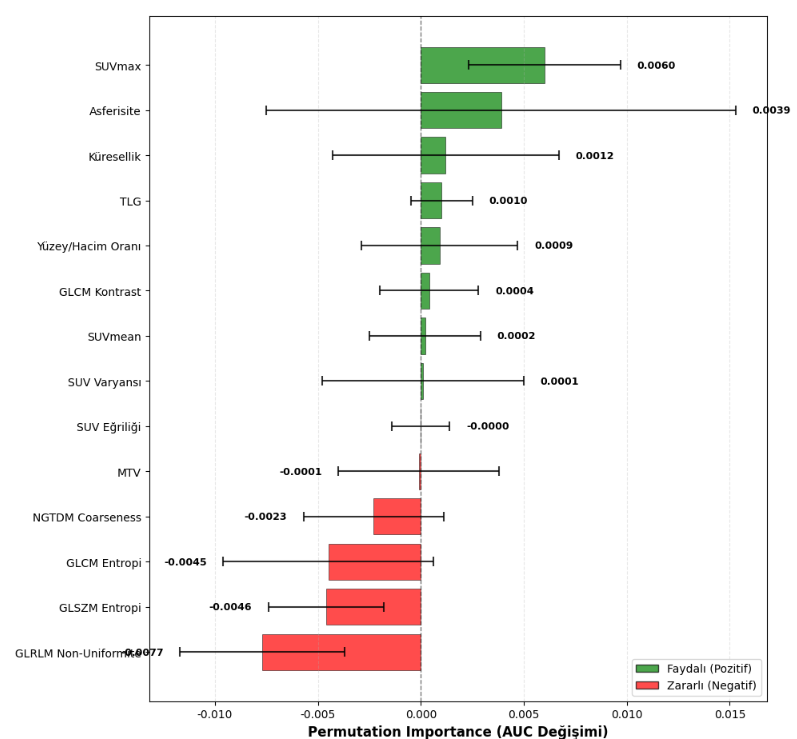 SUVmax 0.0060
Asferisite 0.0039
Küresellik 0.0012
TLG 0.0010
Yüzey/Hacim Oranı 0.0009
GLCM Kontrast 0.0004
SUVmean 0.0002
SUV Varyansı 0.0001
SUV Eğriliği -0.0000
MTV -0.0001
NGTDM Coarseness -0.0023
GLCM Entropi -0.0045
GLSZM Entropi -0.0046
GLRLM Non-Uniformite -0.0077
Faydalı (Pozitif)
Zararlı (Negatif)
-0.010 -0.005 0.000 0.005 0.010 0.015
Permutation Importance (AUC Değişimi)